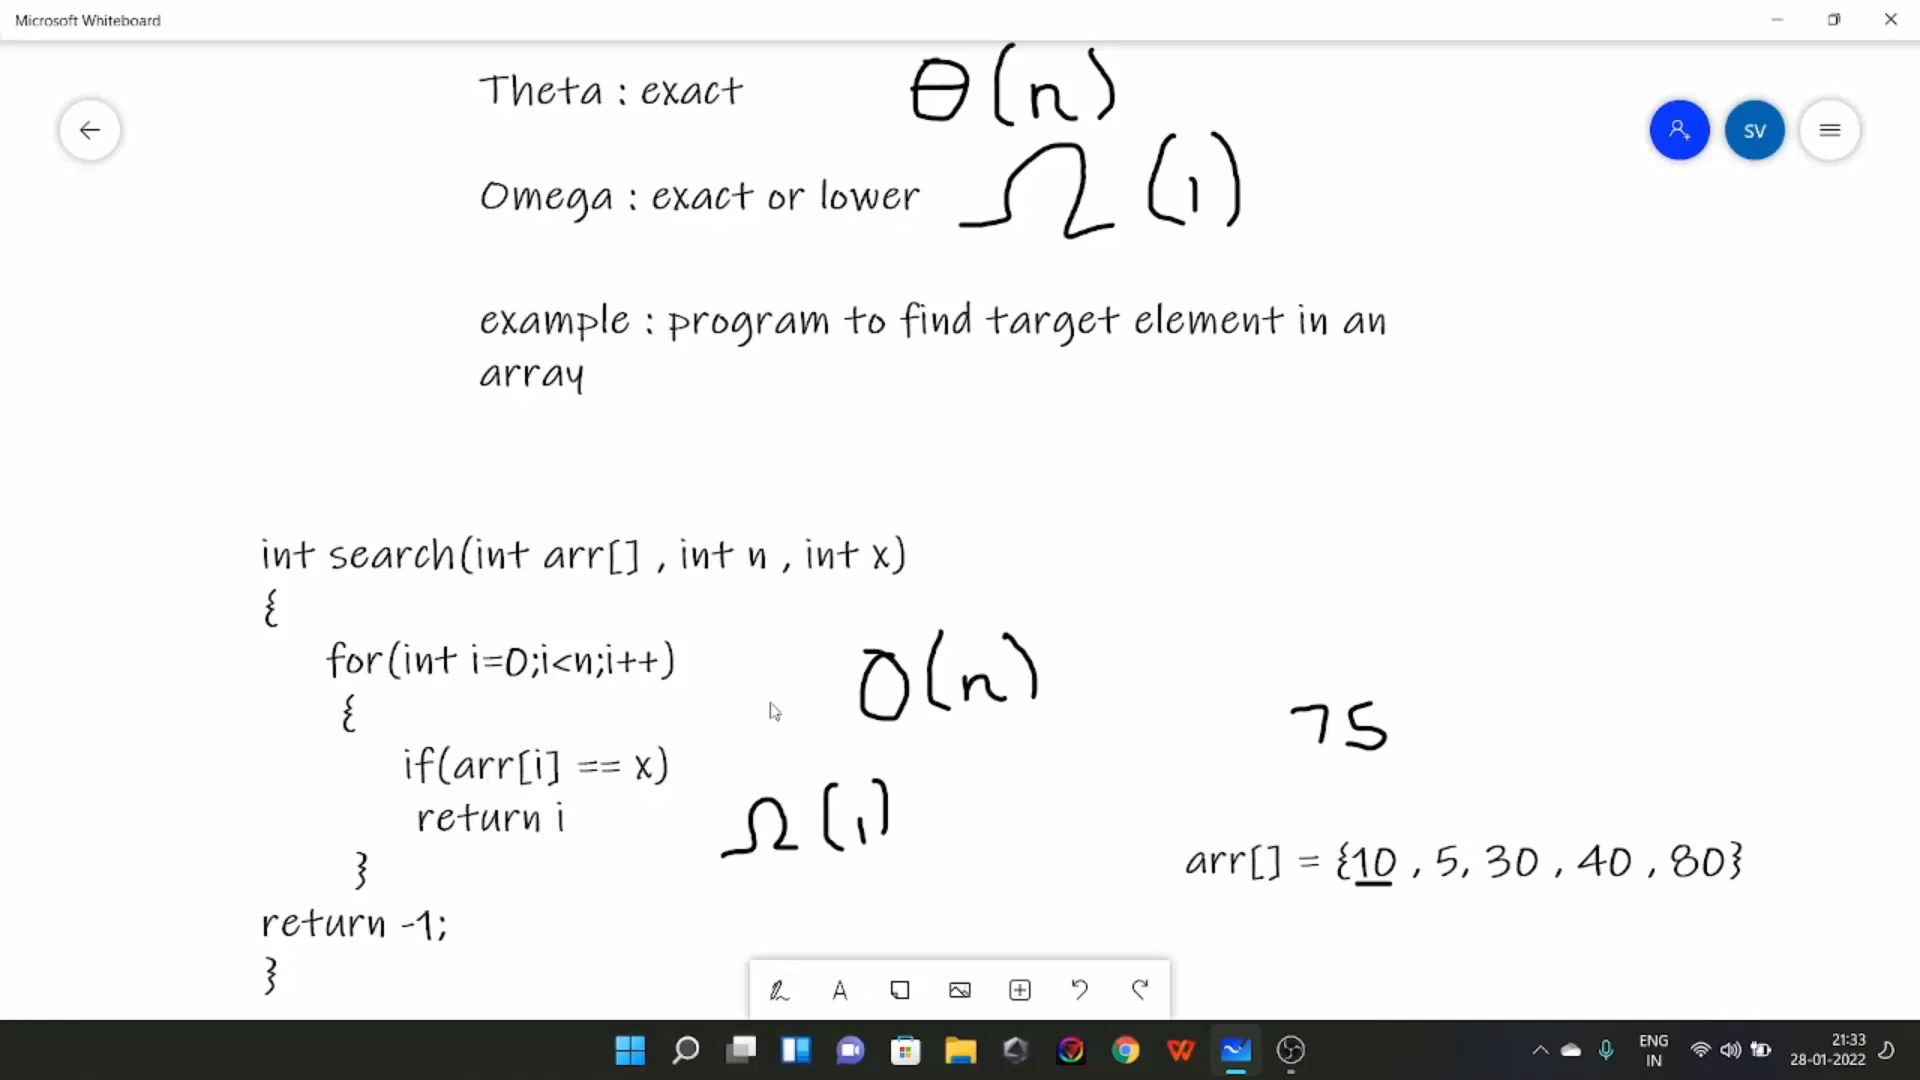 Microsoft Whiteboard
Theta : exact θ(n)
SV
Omega : exact or lower Ω(1)
example : program to find target element in an
array
int search(int arr[] , int n , int x)
{
for(int i=0;i<n;i++)
O(n)
{
75
if(arr[i] == x)
return i
Ω(1)
}
arr[] = {10 , 5, 30 , 40 , 80}
return -1;
}
A
ENG
IN
21:33
28-01-2022